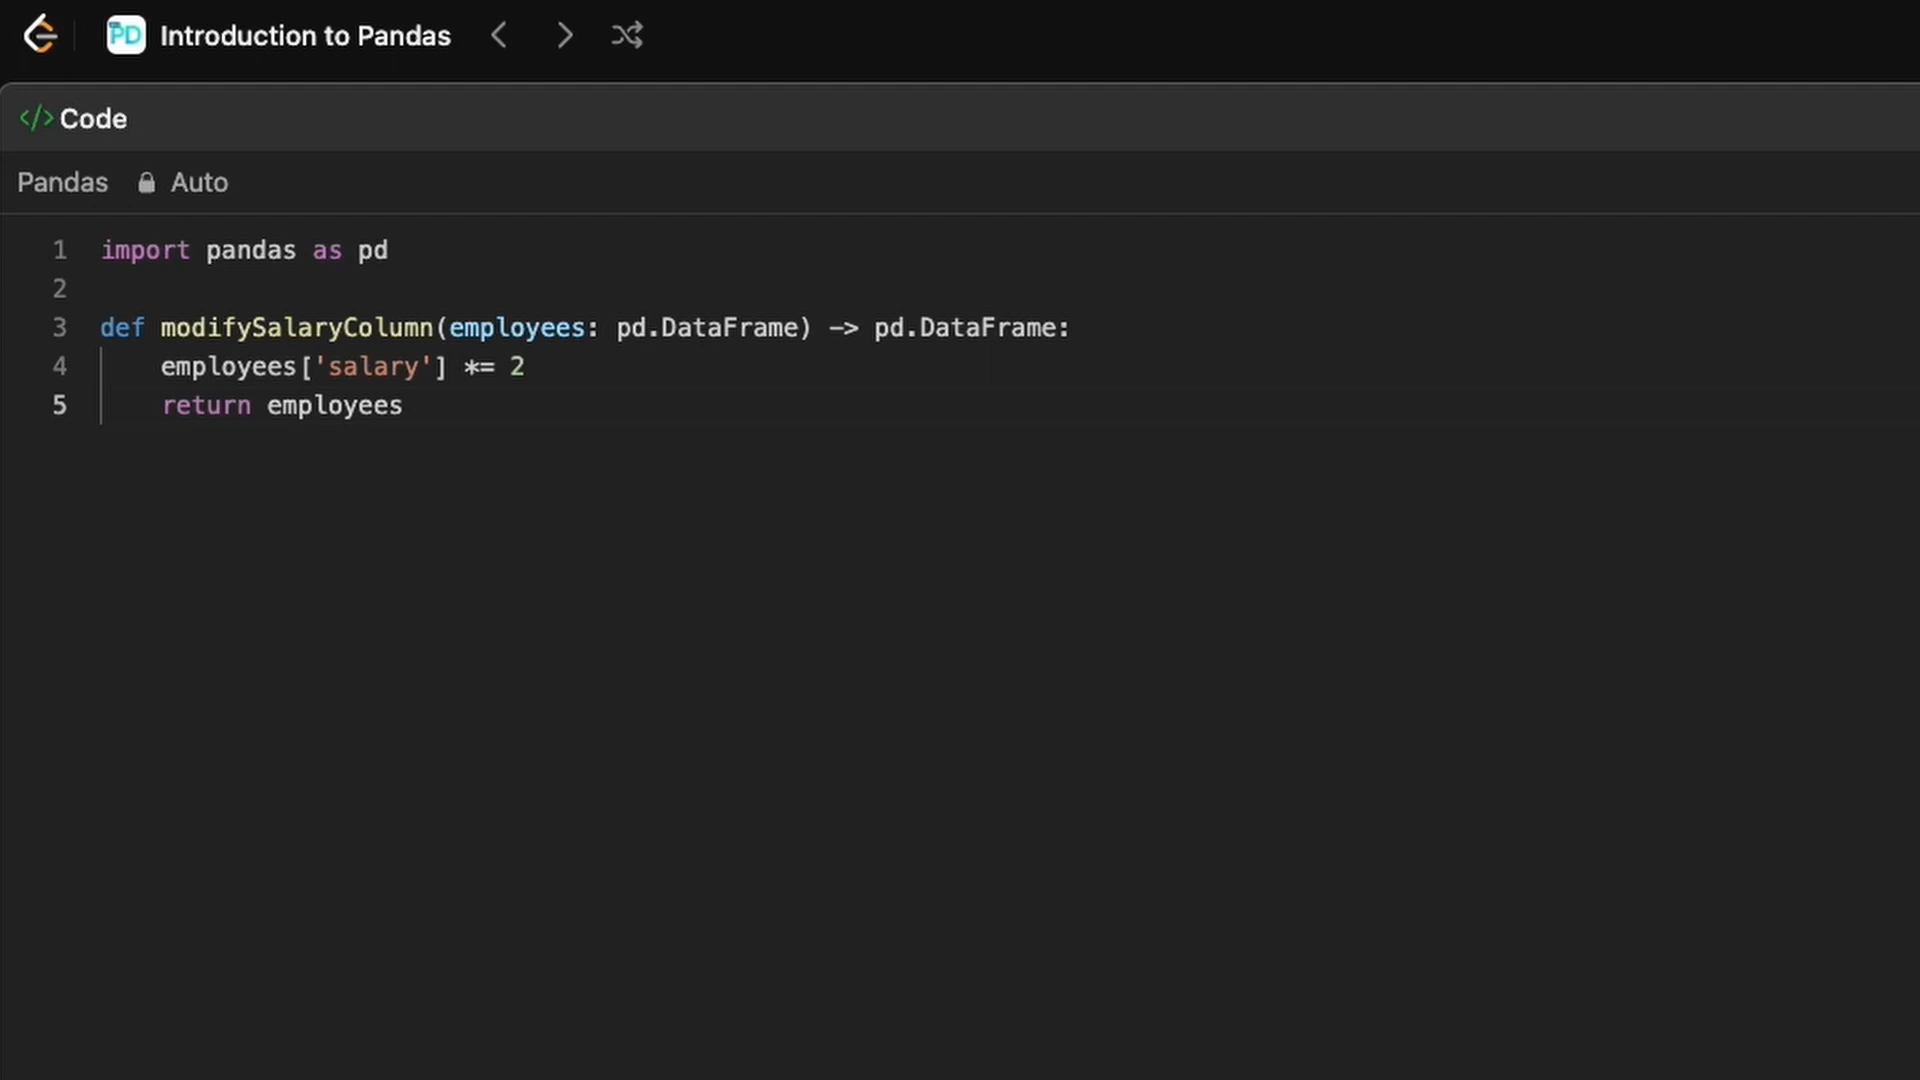 PD Introduction to Pandas
</> Code
Pandas Auto
1 import pandas as pd
2
3 def modifySalaryColumn(employees: pd.DataFrame) -> pd.DataFrame:
4     employees['salary'] *= 2
5     return employees